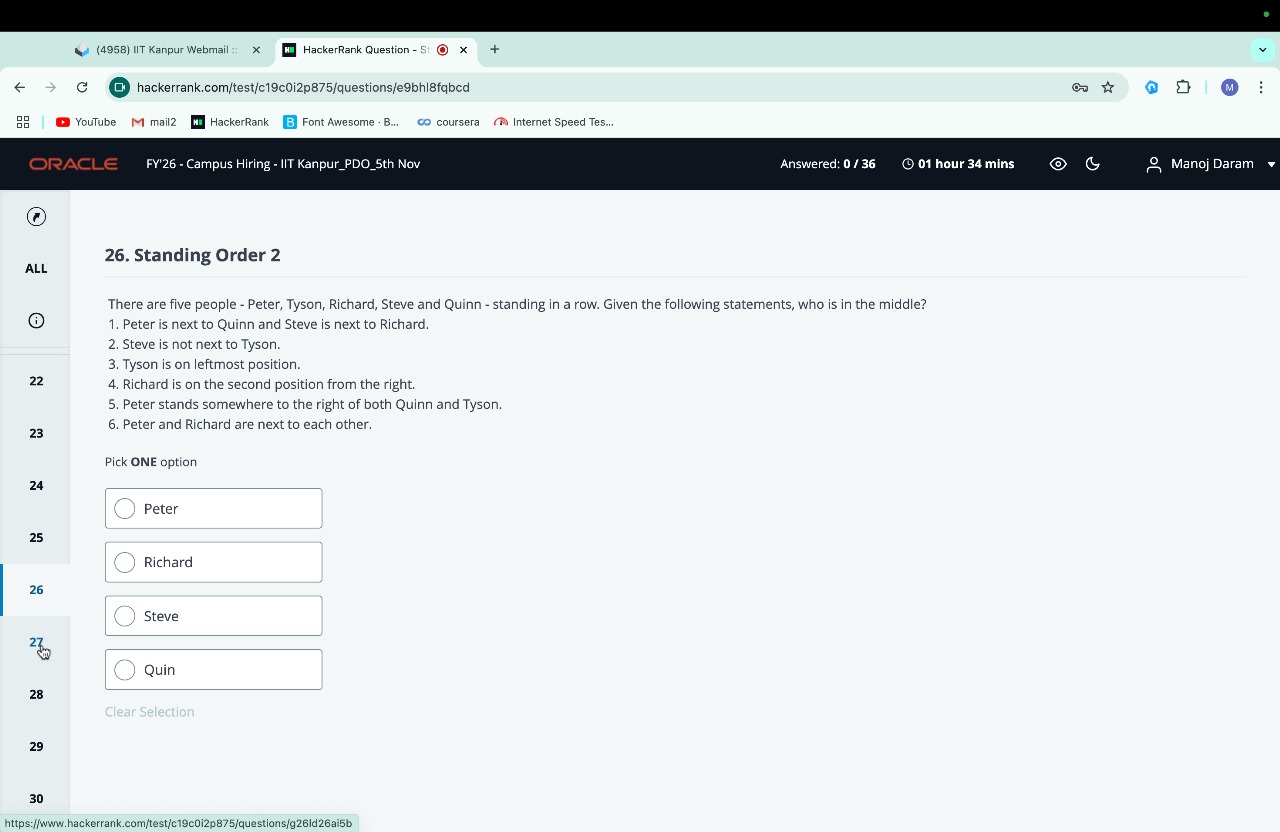 (4958) IIT Kanpur Webmail ::
HackerRank Question - St
hackerrank.com/test/c19c0i2p875/questions/e9bhl8fqbcd
M
YouTube
mail2
HackerRank
Font Awesome · B...
coursera
Internet Speed Tes...
ORACLE
FY'26 - Campus Hiring - IIT Kanpur_PDO_5th Nov
Answered: 0 / 36
01 hour 34 mins
Manoj Daram
ALL
22
23
24
25
26
27
28
29
30
26. Standing Order 2
There are five people - Peter, Tyson, Richard, Steve and Quinn - standing in a row. Given the following statements, who is in the middle?
1. Peter is next to Quinn and Steve is next to Richard.
2. Steve is not next to Tyson.
3. Tyson is on leftmost position.
4. Richard is on the second position from the right.
5. Peter stands somewhere to the right of both Quinn and Tyson.
6. Peter and Richard are next to each other.
Pick ONE option
Peter
Richard
Steve
Quin
Clear Selection
https://www.hackerrank.com/test/c19c0i2p875/questions/g26ld26ai5b